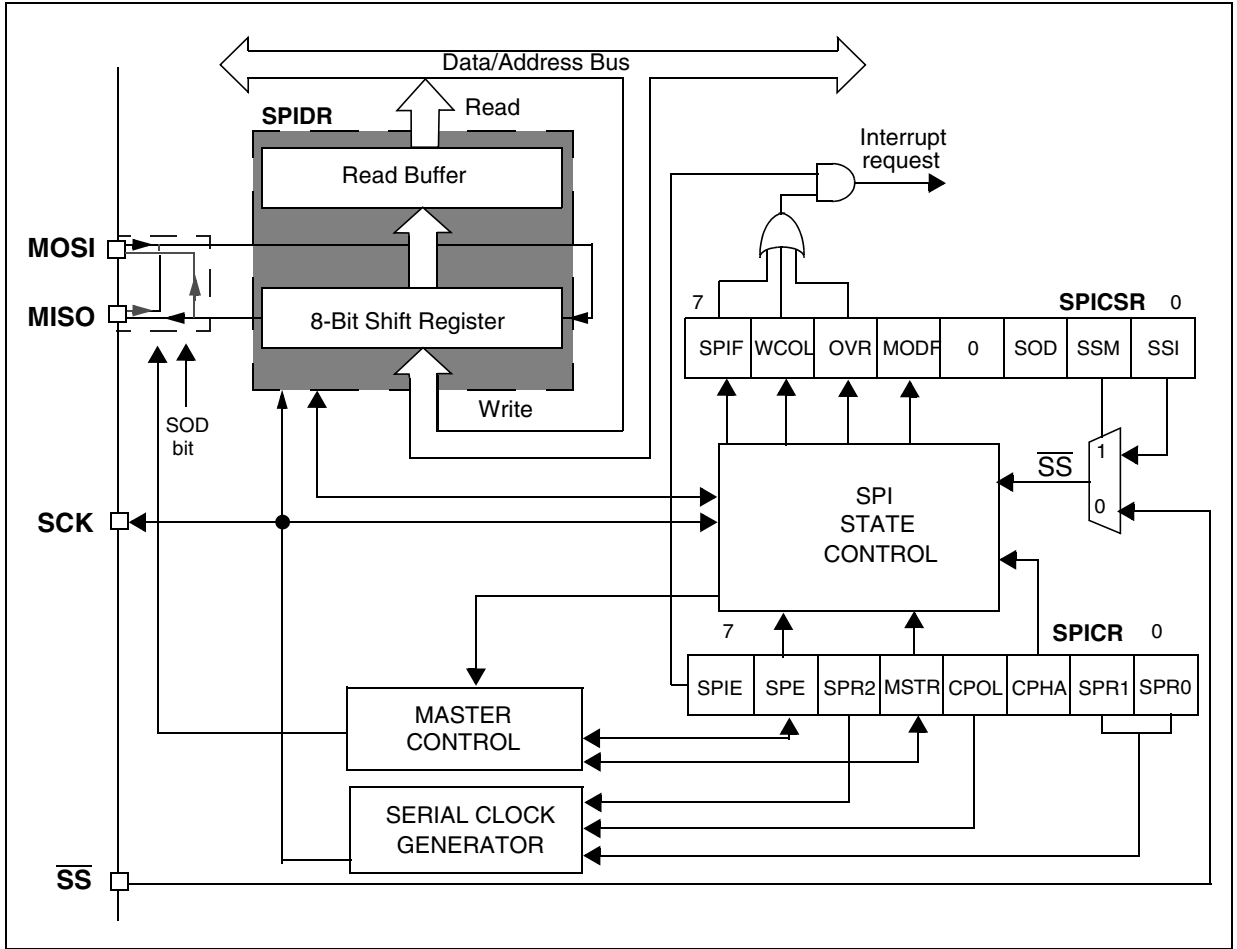 Data/Address Bus
SPIDR
Read
Read Buffer
8-Bit Shift Register
Write
MOSI
MISO
SOD
bit
SCK
SS
Interrupt
request
7
SPICSR
0
SPIF
WCOL
OVR
MODF
0
SOD
SSM
SSI
1
0
SS
SPI
STATE
CONTROL
7
SPICR
0
SPIE
SPE
SPR2
MSTR
CPOL
CPHA
SPR1
SPR0
MASTER
CONTROL
SERIAL CLOCK
GENERATOR